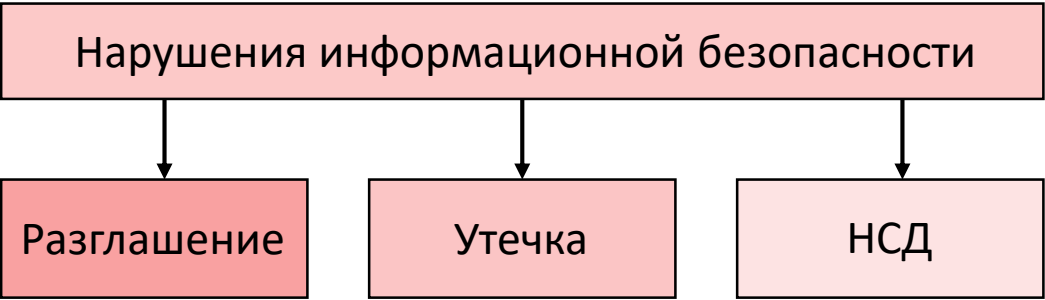 Нарушения информационной безопасности
Разглашение
Утечка
НСД